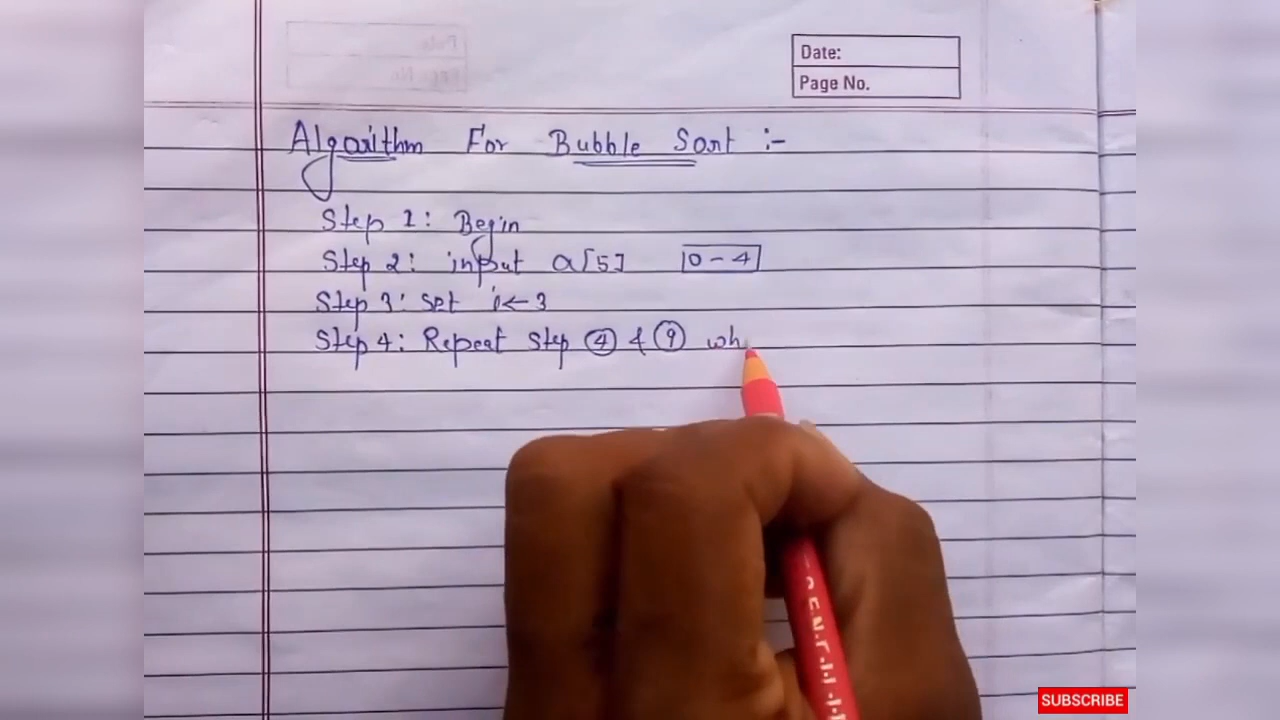 Date:
Page No.
Algorithm For Bubble Sort :-
Step 1: Begin
Step 2: input a[5] 0-4
Step 3: set i← 3
Step 4: Repeat Step 4 & 9 wh
SUBSCRIBE